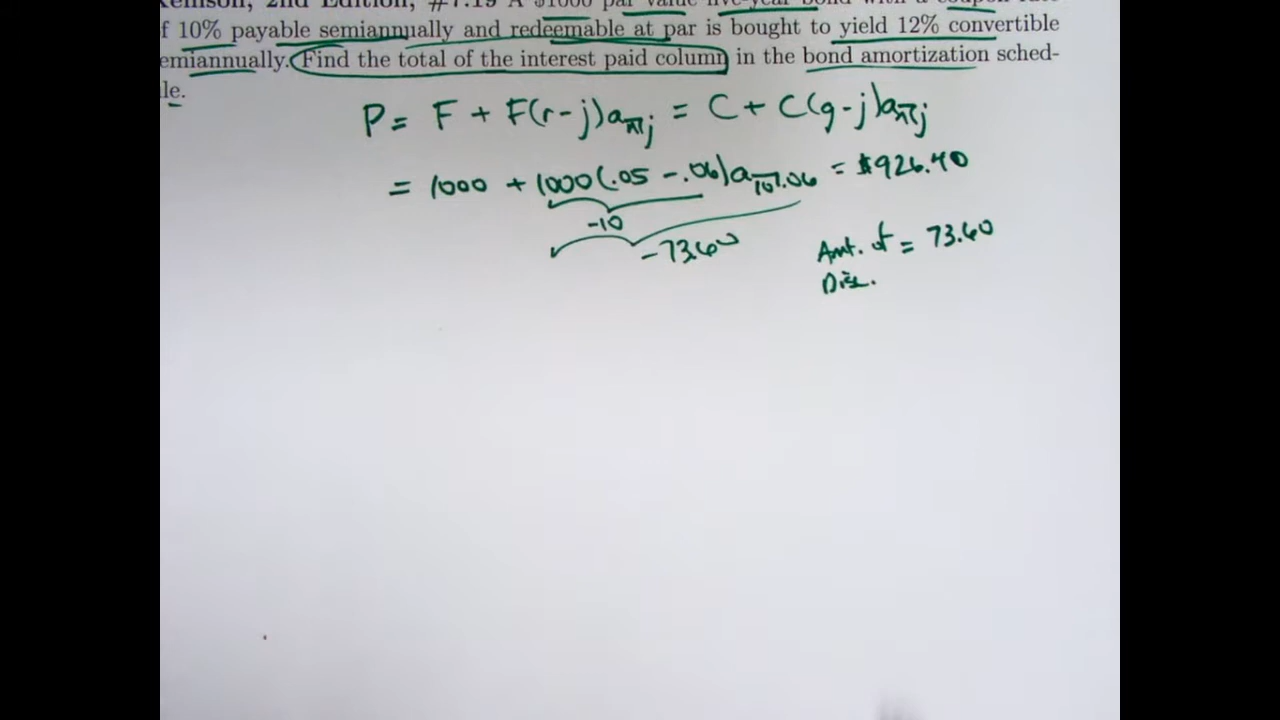 2nd Edition, #7.19 A $1000 par value five-year bond with a coupon rate
f 10% payable semiannually and redeemable at par is bought to yield 12% convertible
emiannually. Find the total of the interest paid column in the bond amortization sched-
le.
P = F + F(r-j)a_{n⌉j} = C + C(g-j)a_{n⌉j}
= 1000 + 1000(.05 - .06)a_{10⌉.06} = $926.40
-10
-73.60
Amt. of = 73.60
Disc.